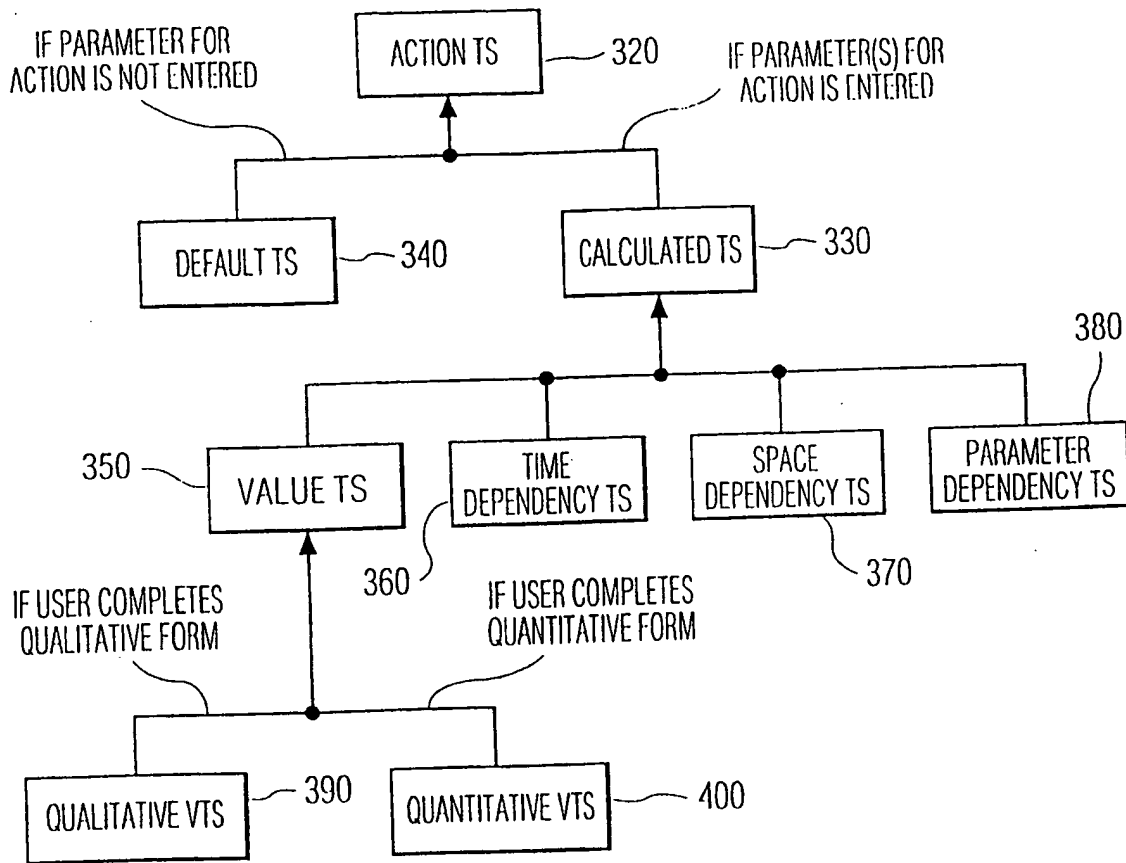 IF PARAMETER FOR
ACTION IS NOT ENTERED
ACTION TS
320
IF PARAMETER(S) FOR
ACTION IS ENTERED
DEFAULT TS
340
CALCULATED TS
330
380
350
VALUE TS
TIME
DEPENDENCY TS
360
SPACE
DEPENDENCY TS
370
PARAMETER
DEPENDENCY TS
IF USER COMPLETES
QUALITATIVE FORM
IF USER COMPLETES
QUANTITATIVE FORM
QUALITATIVE VTS
390
QUANTITATIVE VTS
400